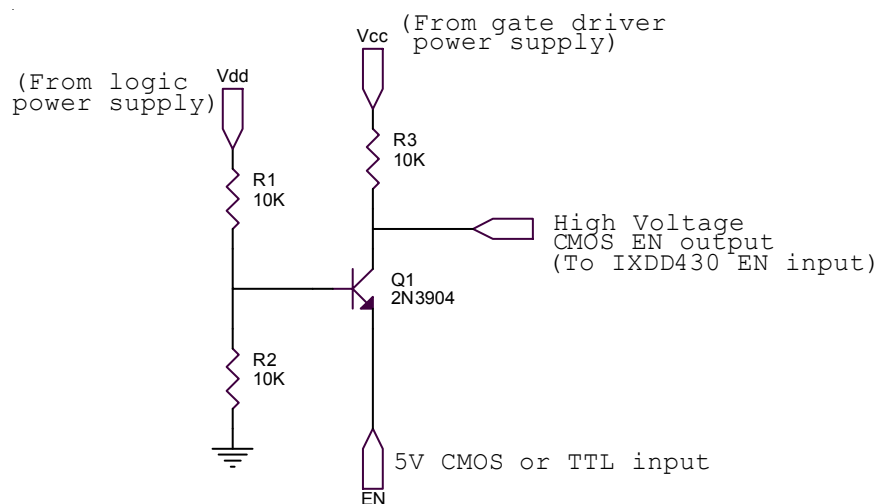 (From gate driver
power supply)
Vcc
(From logic
power supply)
Vdd
R3
10K
R1
10K
High Voltage
CMOS EN output
(To IXDD430 EN input)
Q1
2N3904
R2
10K
5V CMOS or TTL input
EN